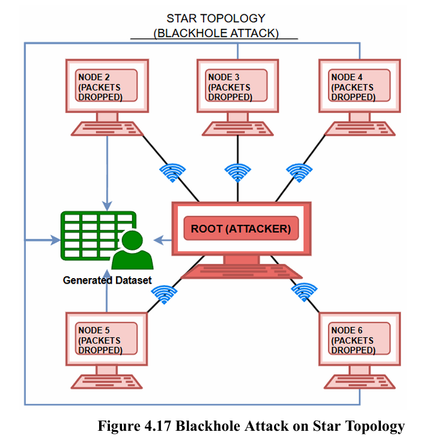 STAR TOPOLOGY
(BLACKHOLE ATTACK)
NODE 2
(PACKETS
DROPPED)
NODE 3
(PACKETS
DROPPED)
NODE 4
(PACKETS
DROPPED)
ROOT (ATTACKER)
Generated Dataset
NODE 5
(PACKETS
DROPPED)
NODE 6
(PACKETS
DROPPED)
Figure 4.17 Blackhole Attack on Star Topology